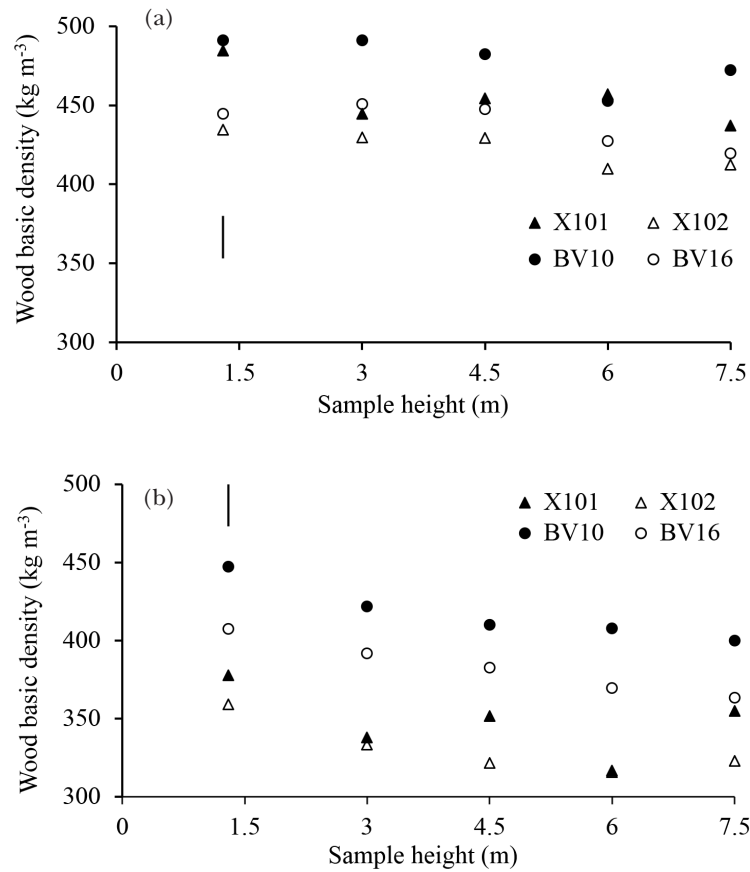 (a)
500
450
400
350
300
Wood basic density (kg m-3)
X101 X102
BV10 BV16
0 1.5 3 4.5 6 7.5
Sample height (m)
(b)
500
450
400
350
300
Wood basic density (kg m-3)
X101 X102
BV10 BV16
0 1.5 3 4.5 6 7.5
Sample height (m)